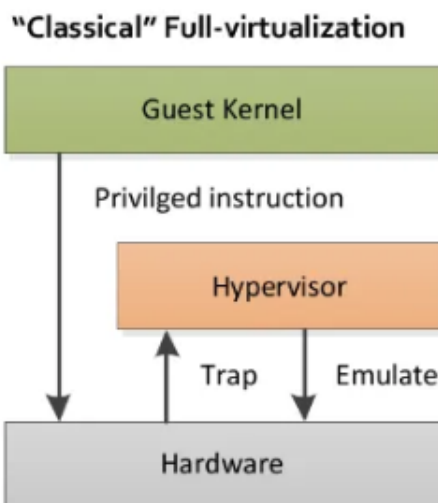 “Classical” Full-virtualization
Guest Kernel
Privilged instruction
Hypervisor
Trap
Emulate
Hardware